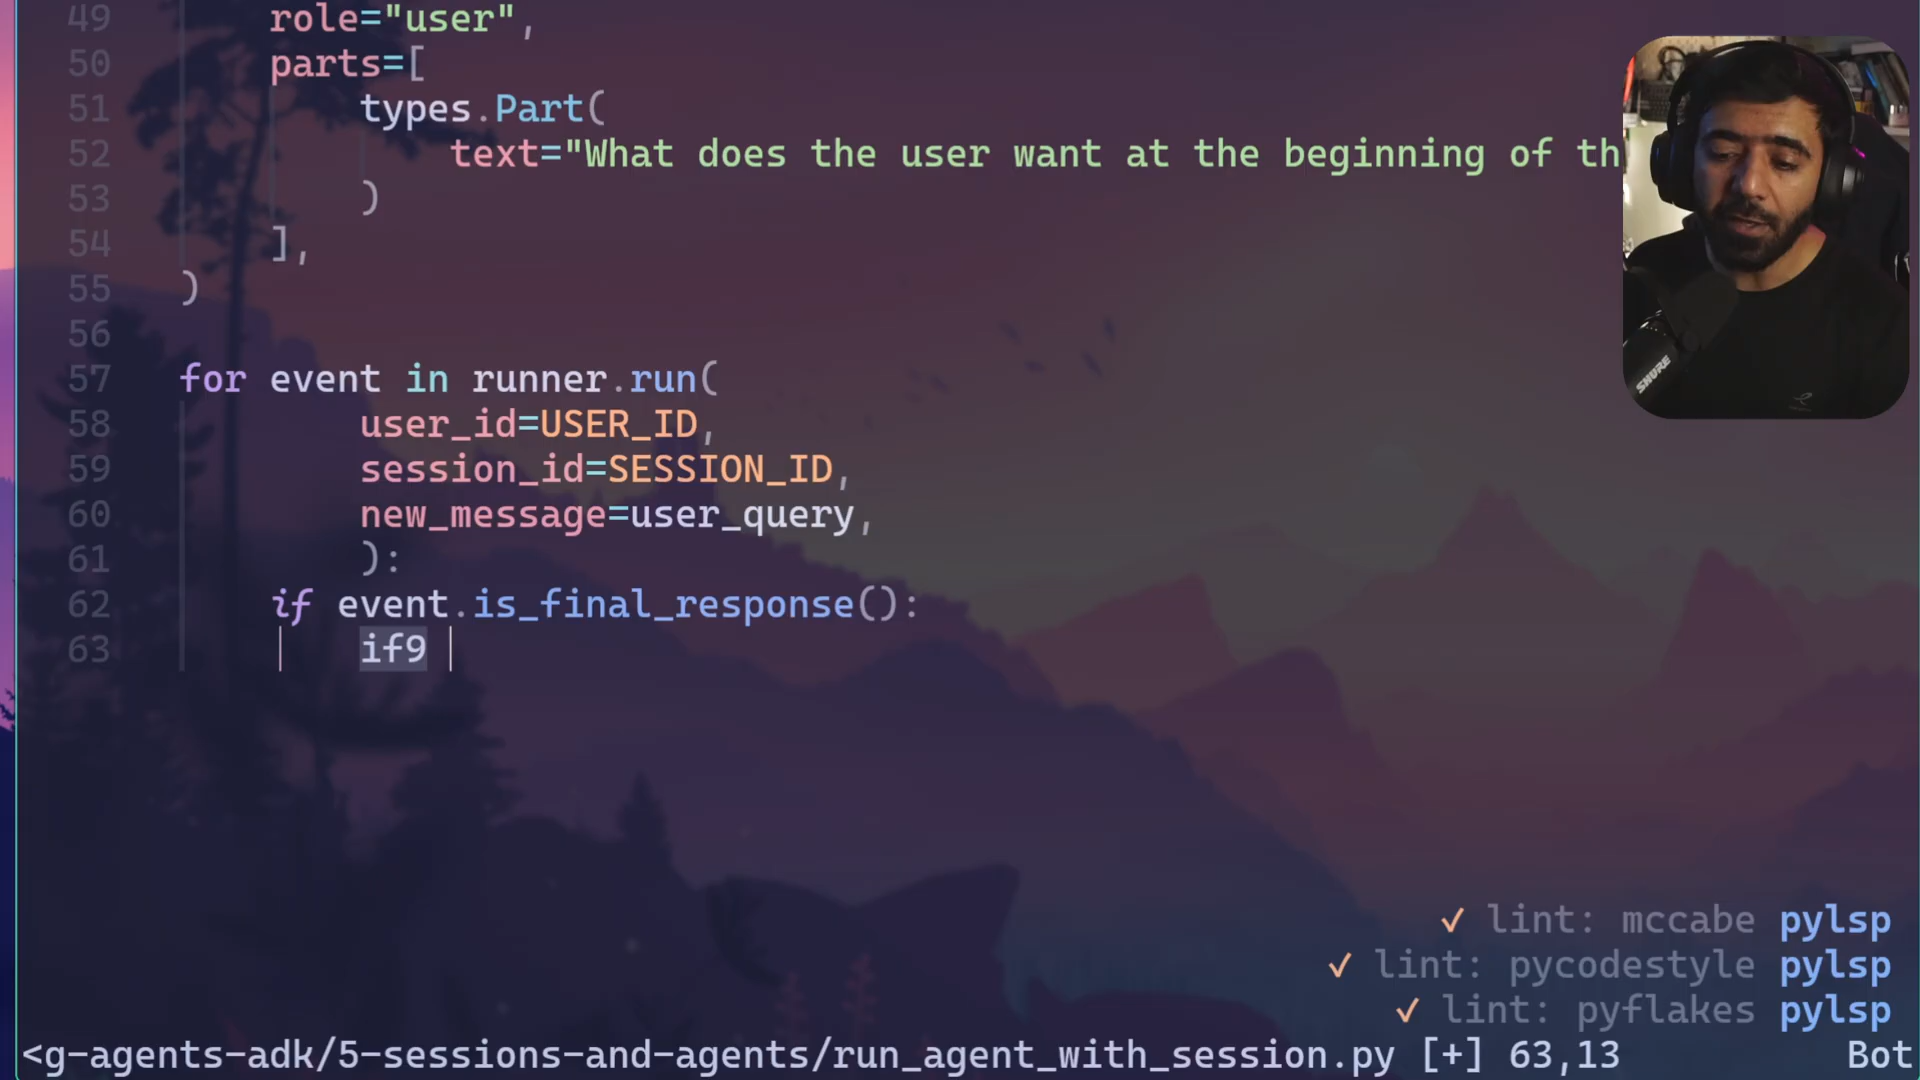 49 role="user",
50 parts=[
51 types.Part(
52 text="What does the user want at the beginning of th
53 )
54 ],
55 )
56
57 for event in runner.run(
58 user_id=USER_ID,
59 session_id=SESSION_ID,
60 new_message=user_query,
61 ):
62 if event.is_final_response():
63 if9
✓ lint: mccabe pylsp
✓ lint: pycodestyle pylsp
✓ lint: pyflakes pylsp
<g-agents-adk/5-sessions-and-agents/run_agent_with_session.py [+] 63,13 Bot
SHURE